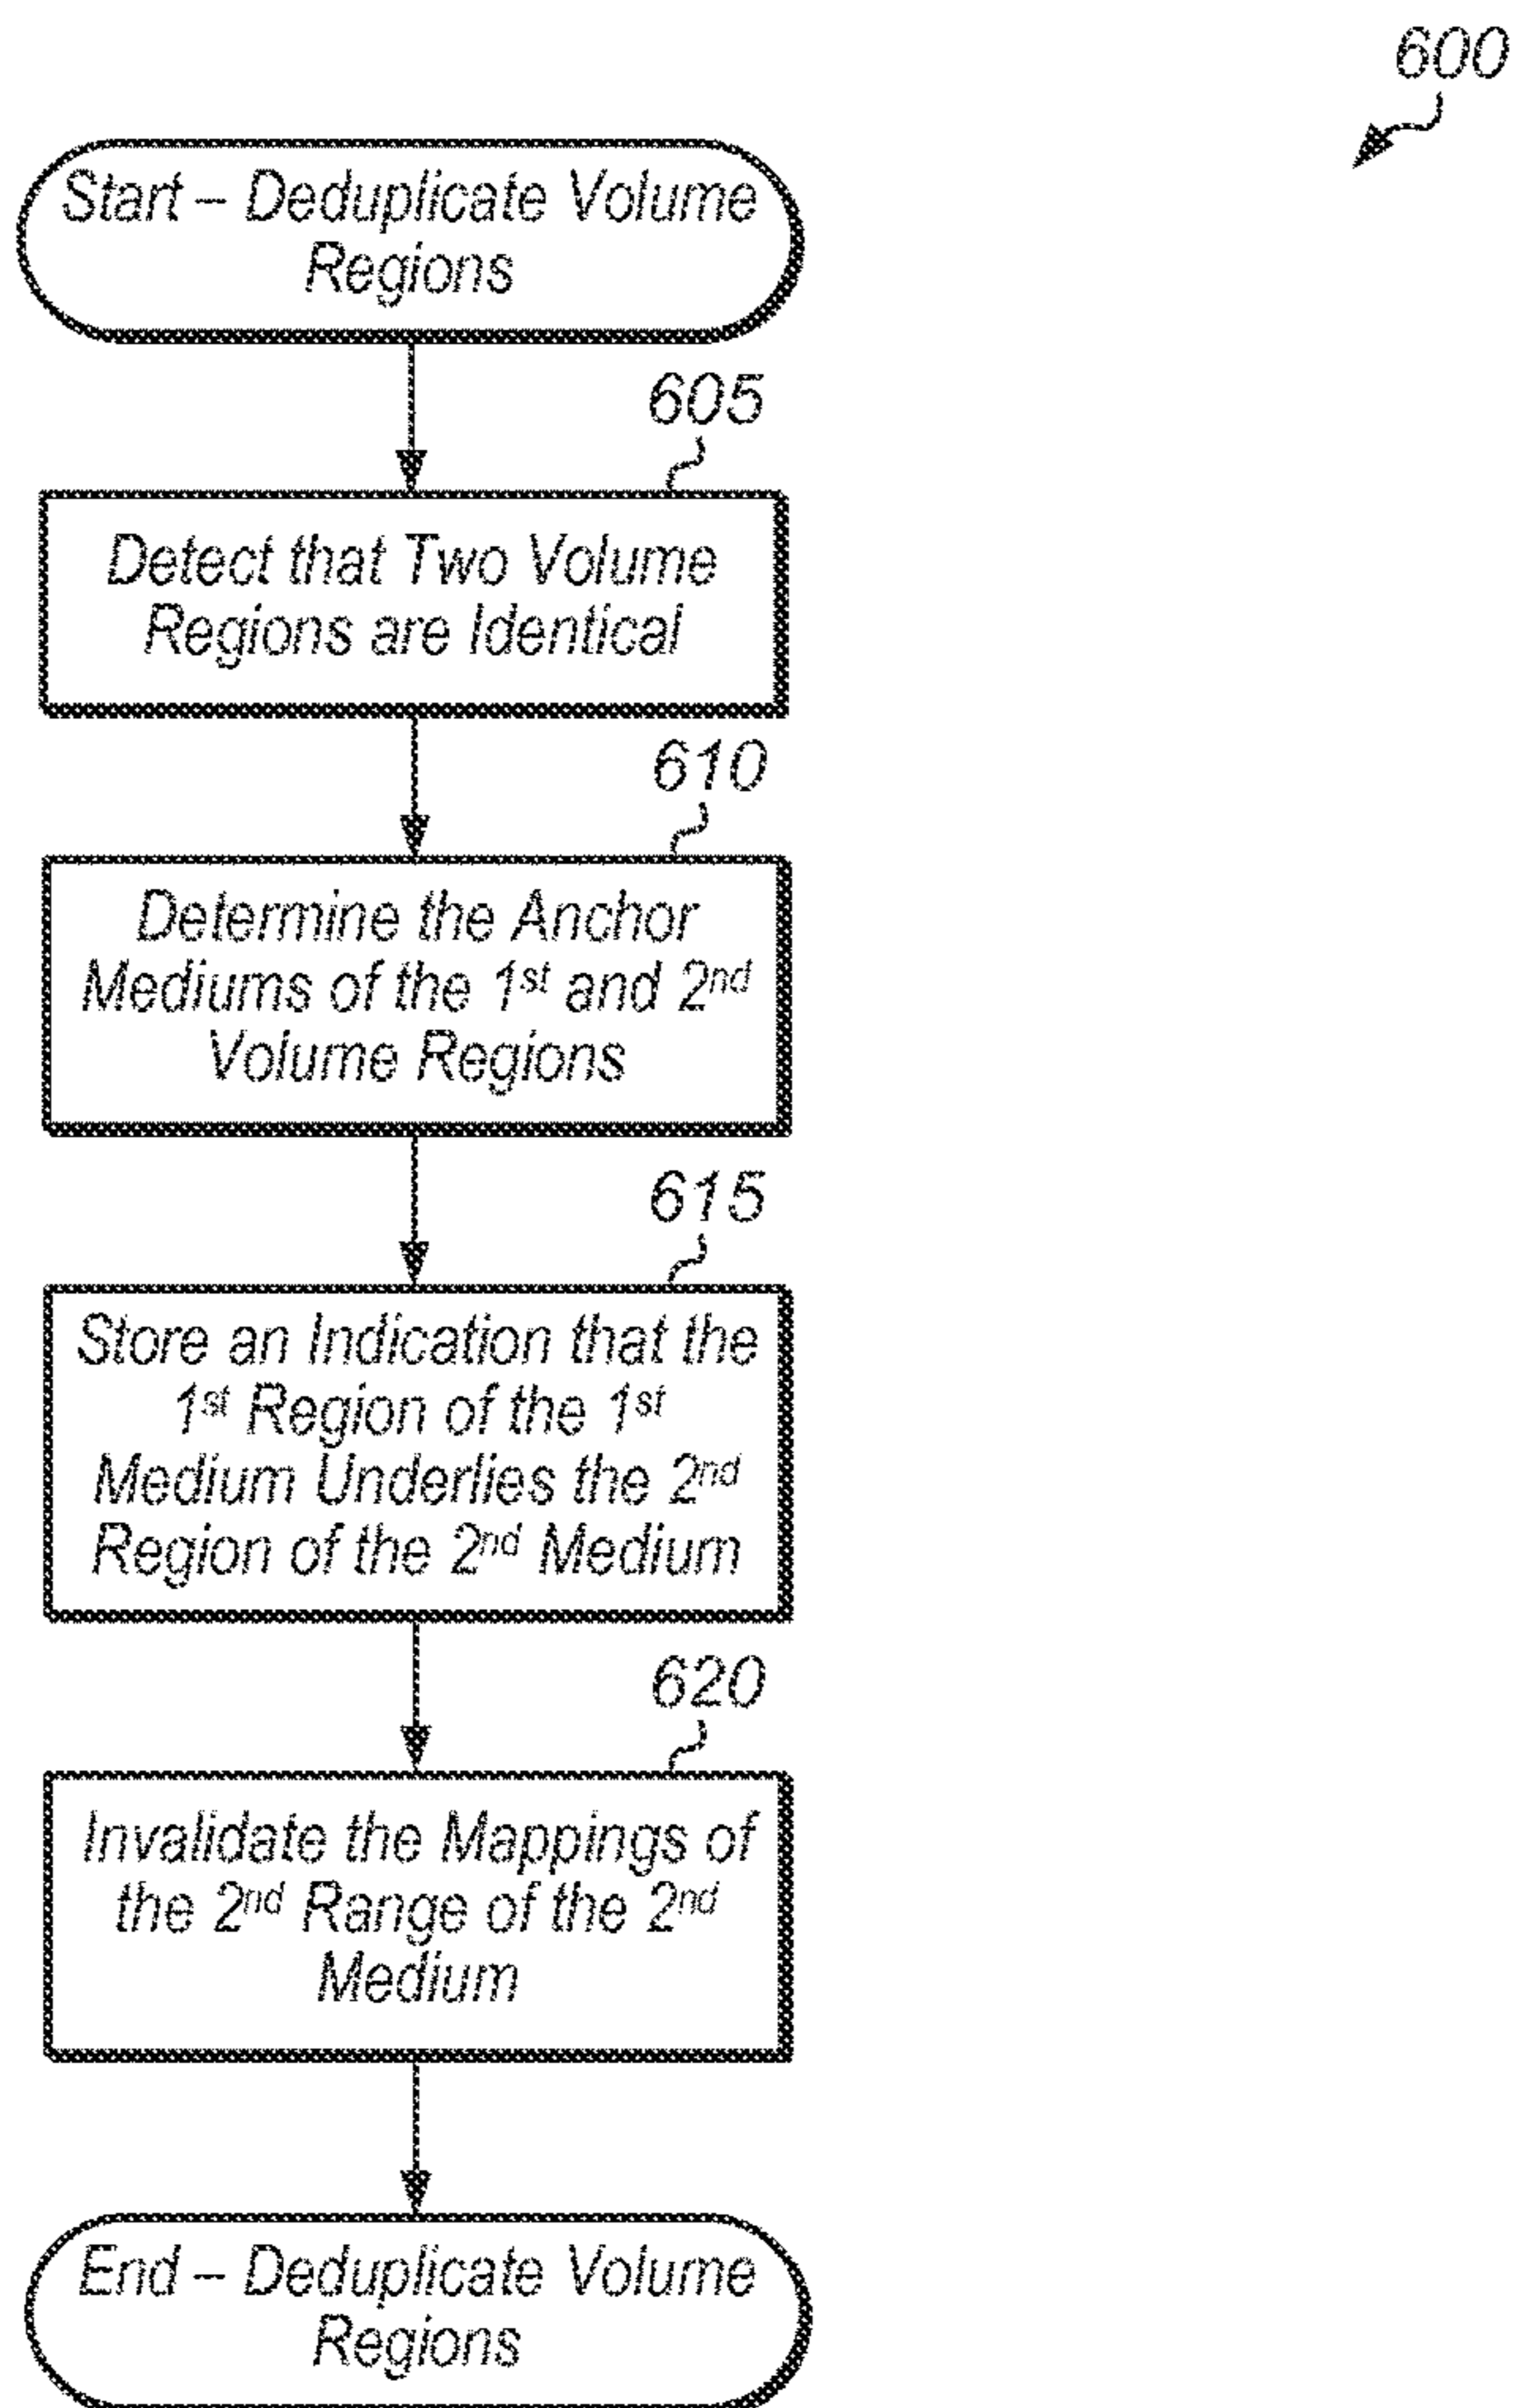 600
Start – Deduplicate Volume
Regions
605
Detect that Two Volume
Regions are Identical
610
Determine the Anchor
Mediums of the 1st and 2nd
Volume Regions
615
Store an Indication that the
1st Region of the 1st
Medium Underlies the 2nd
Region of the 2nd Medium
620
Invalidate the Mappings of
the 2nd Range of the 2nd
Medium
End – Deduplicate Volume
Regions